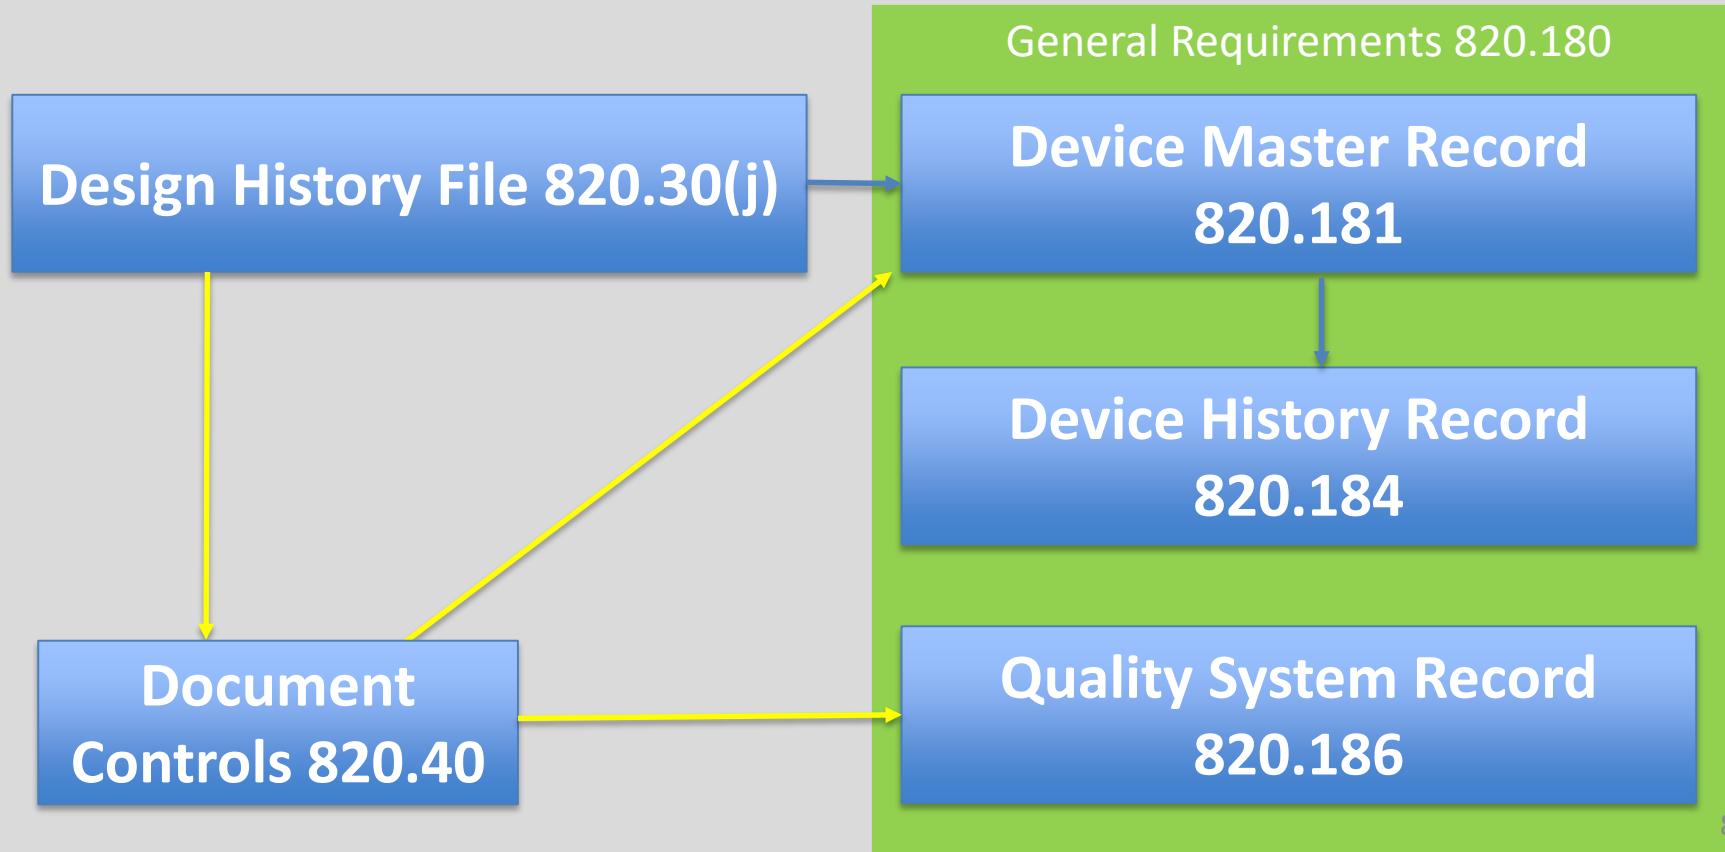 General Requirements 820.180
Design History File 820.30(j)
Device Master Record
820.181
Device History Record
820.184
Document
Controls 820.40
Quality System Record
820.186